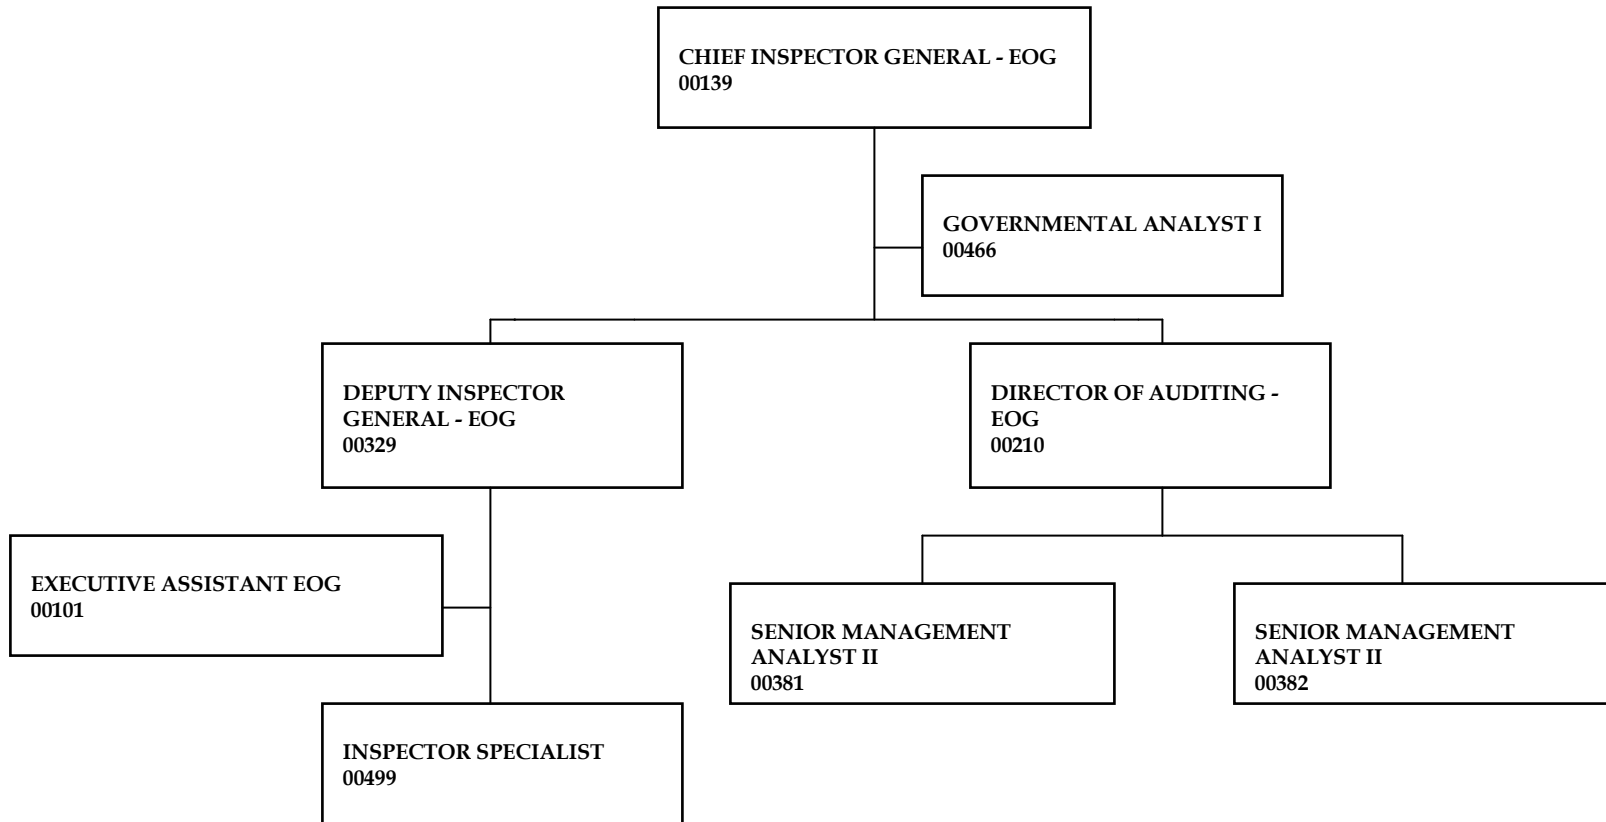 CHIEF INSPECTOR GENERAL - EOG
00139
GOVERNMENTAL ANALYST I
00466
DEPUTY INSPECTOR
GENERAL - EOG
00329
DIRECTOR OF AUDITING -
EOG
00210
EXECUTIVE ASSISTANT EOG
00101
SENIOR MANAGEMENT
ANALYST II
00381
SENIOR MANAGEMENT
ANALYST II
00382
INSPECTOR SPECIALIST
00499